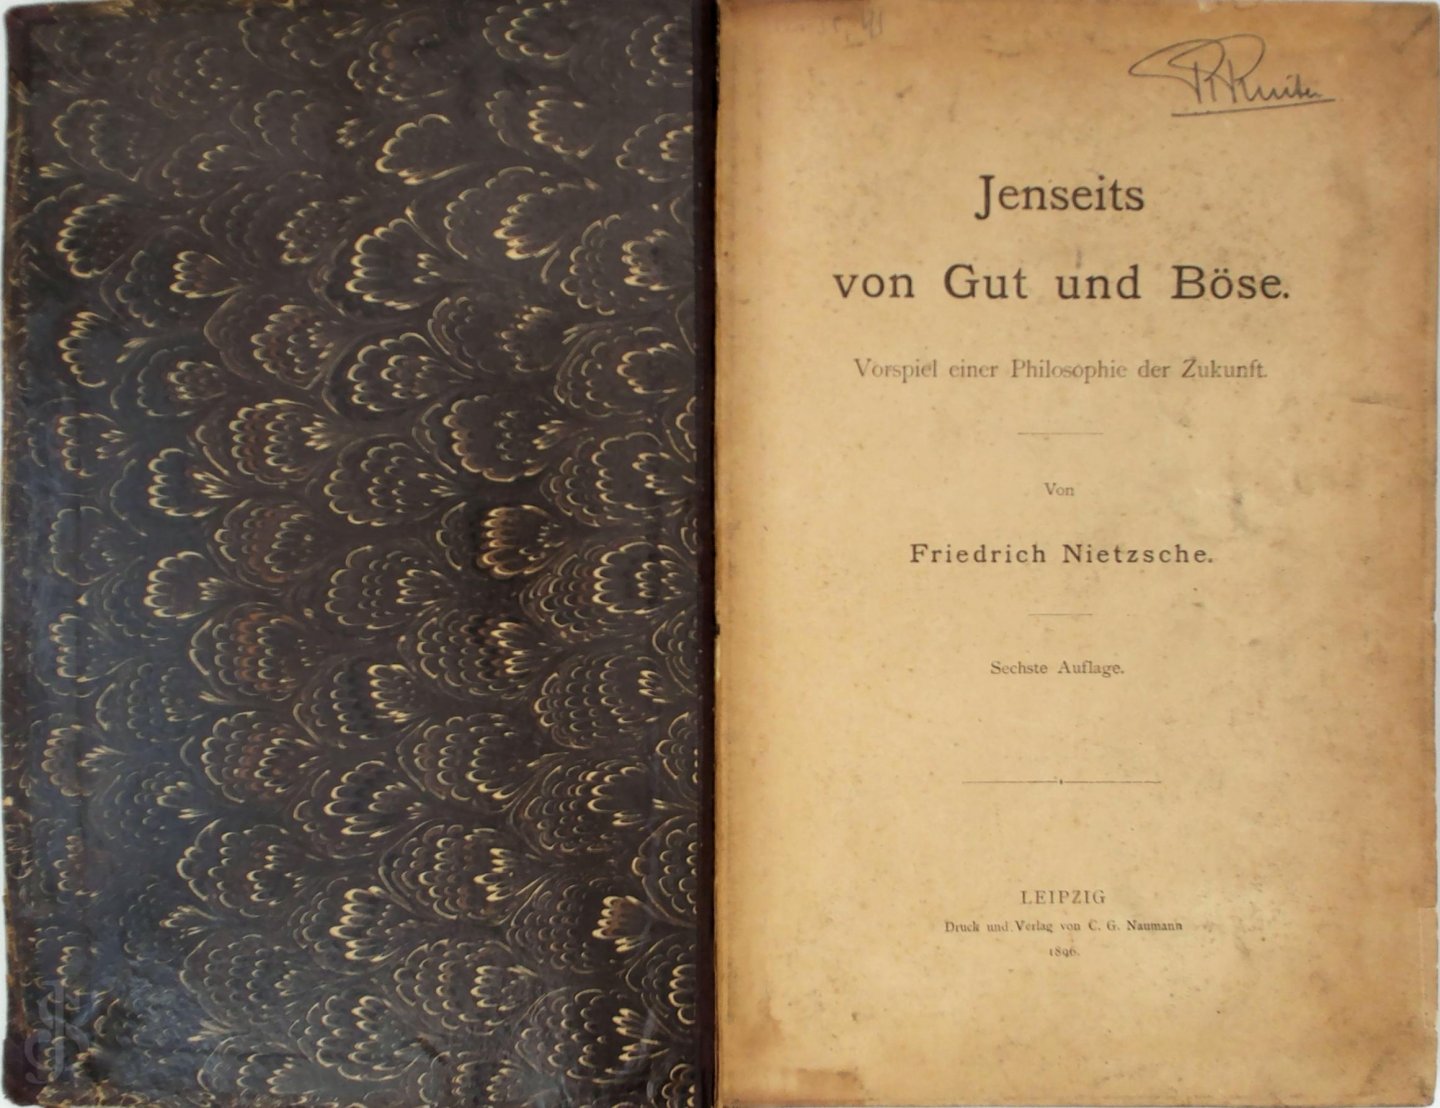 Jenseits
von Gut und Böse.
Vorspiel einer Philosophie der Zukunft.
Von
Friedrich Nietzsche.
Sechste Auflage.
LEIPZIG
Druck und Verlag von C. G. Naumann
1896.